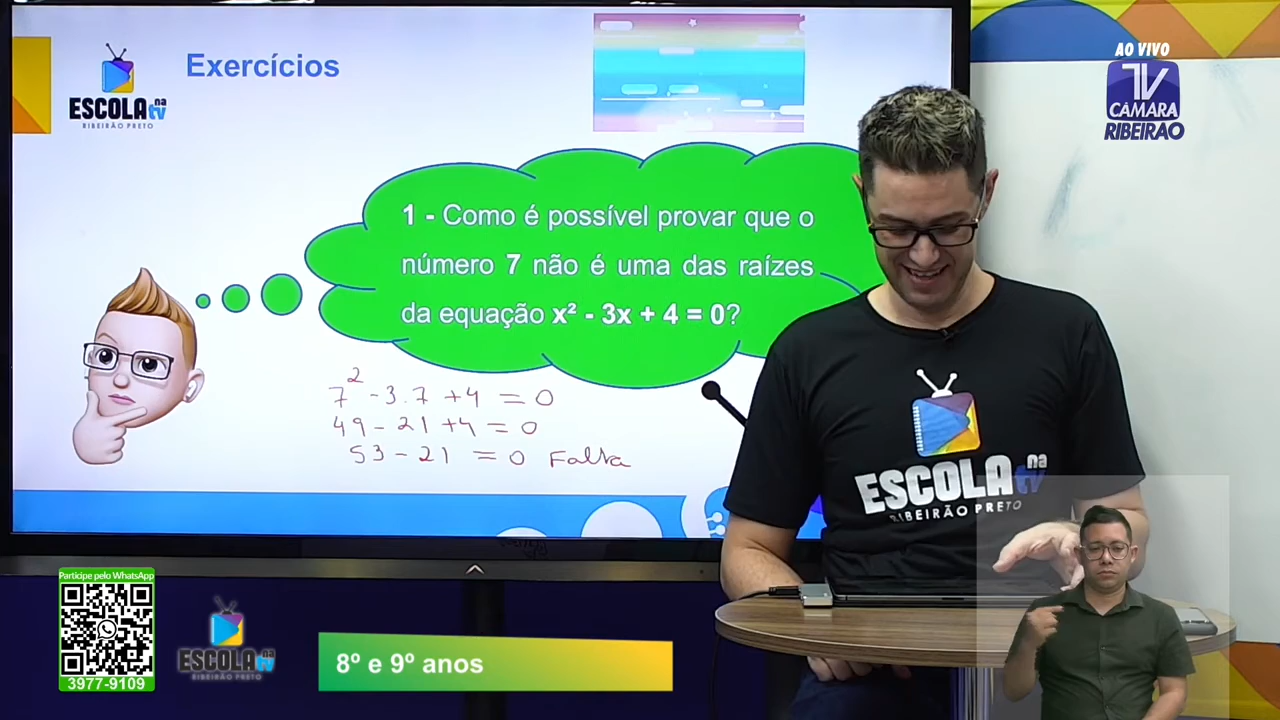 Exercícios
ESCOLA na tv
RIBEIRÃO PRETO
AO VIVO
TV
CÂMARA
RIBEIRAO
1 - Como é possível provar que o
número 7 não é uma das raízes
da equação x² - 3x + 4 = 0?
7² - 3.7 + 4 = 0
49 - 21 + 4 = 0
53 - 21 = 0 Falsa
ESCOLA na tv
RIBEIRÃO PRETO
Participe pelo WhatsApp
3977-9109
ESCOLA na tv
RIBEIRÃO PRETO
8º e 9º anos